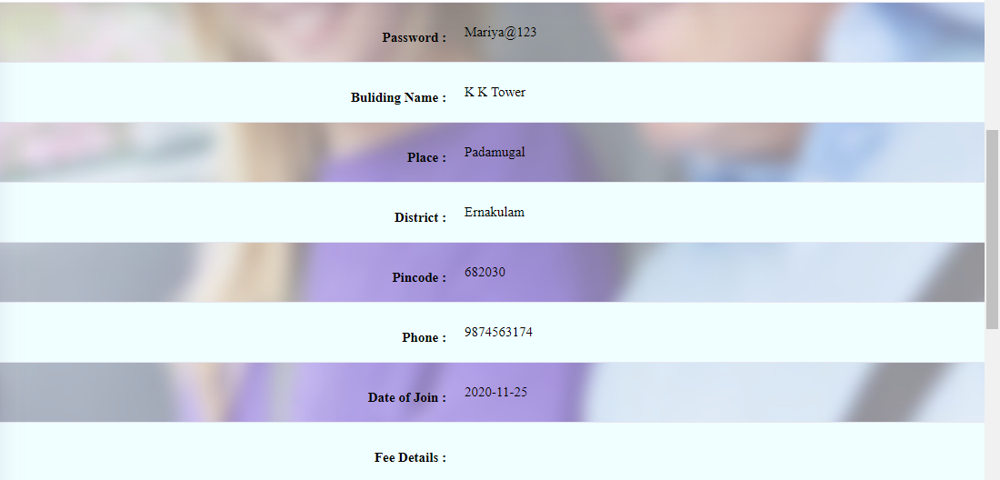 Password : Mariya@123
Buliding Name : K K Tower
Place : Padamugal
District : Ernakulam
Pincode : 682030
Phone : 9874563174
Date of Join : 2020-11-25
Fee Details :